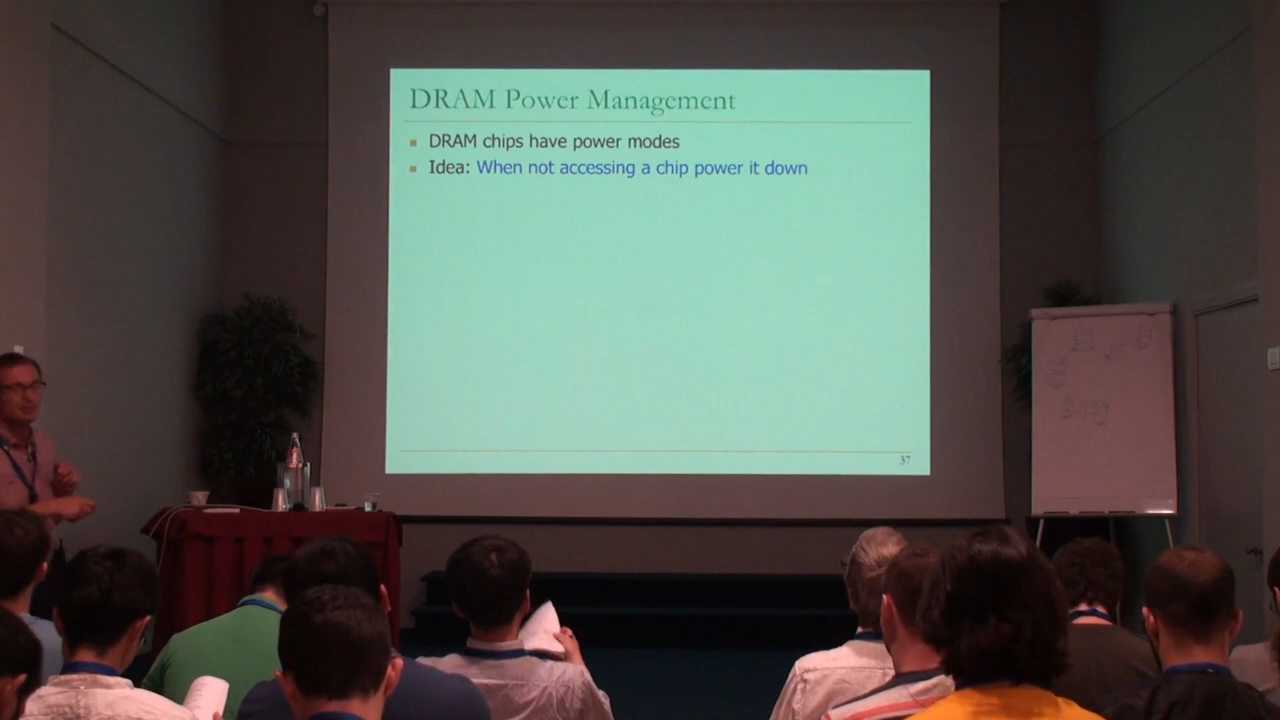 DRAM Power Management
DRAM chips have power modes
Idea: When not accessing a chip power it down
37